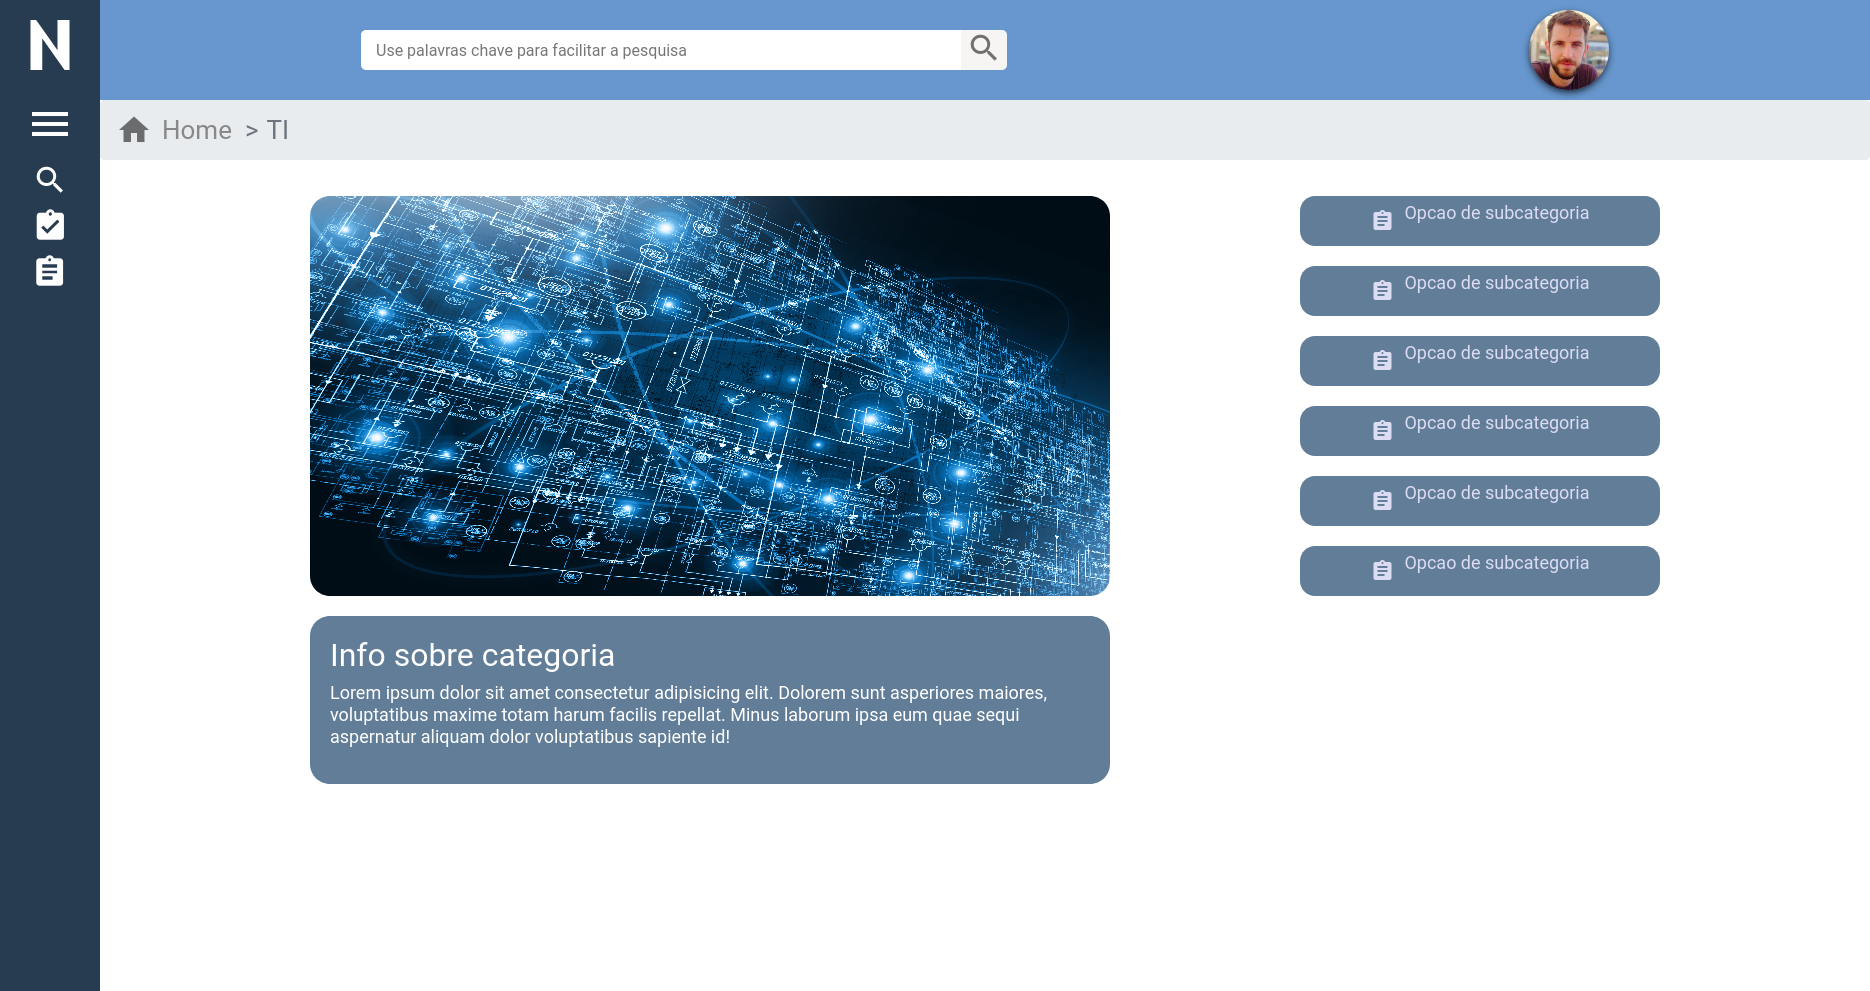 N
Use palavras chave para facilitar a pesquisa
Home > TI
Opcao de subcategoria
Opcao de subcategoria
Opcao de subcategoria
Opcao de subcategoria
Opcao de subcategoria
Opcao de subcategoria
Info sobre categoria
Lorem ipsum dolor sit amet consectetur adipisicing elit. Dolorem sunt asperiores maiores,
voluptatibus maxime totam harum facilis repellat. Minus laborum ipsa eum quae sequi
aspernatur aliquam dolor voluptatibus sapiente id!